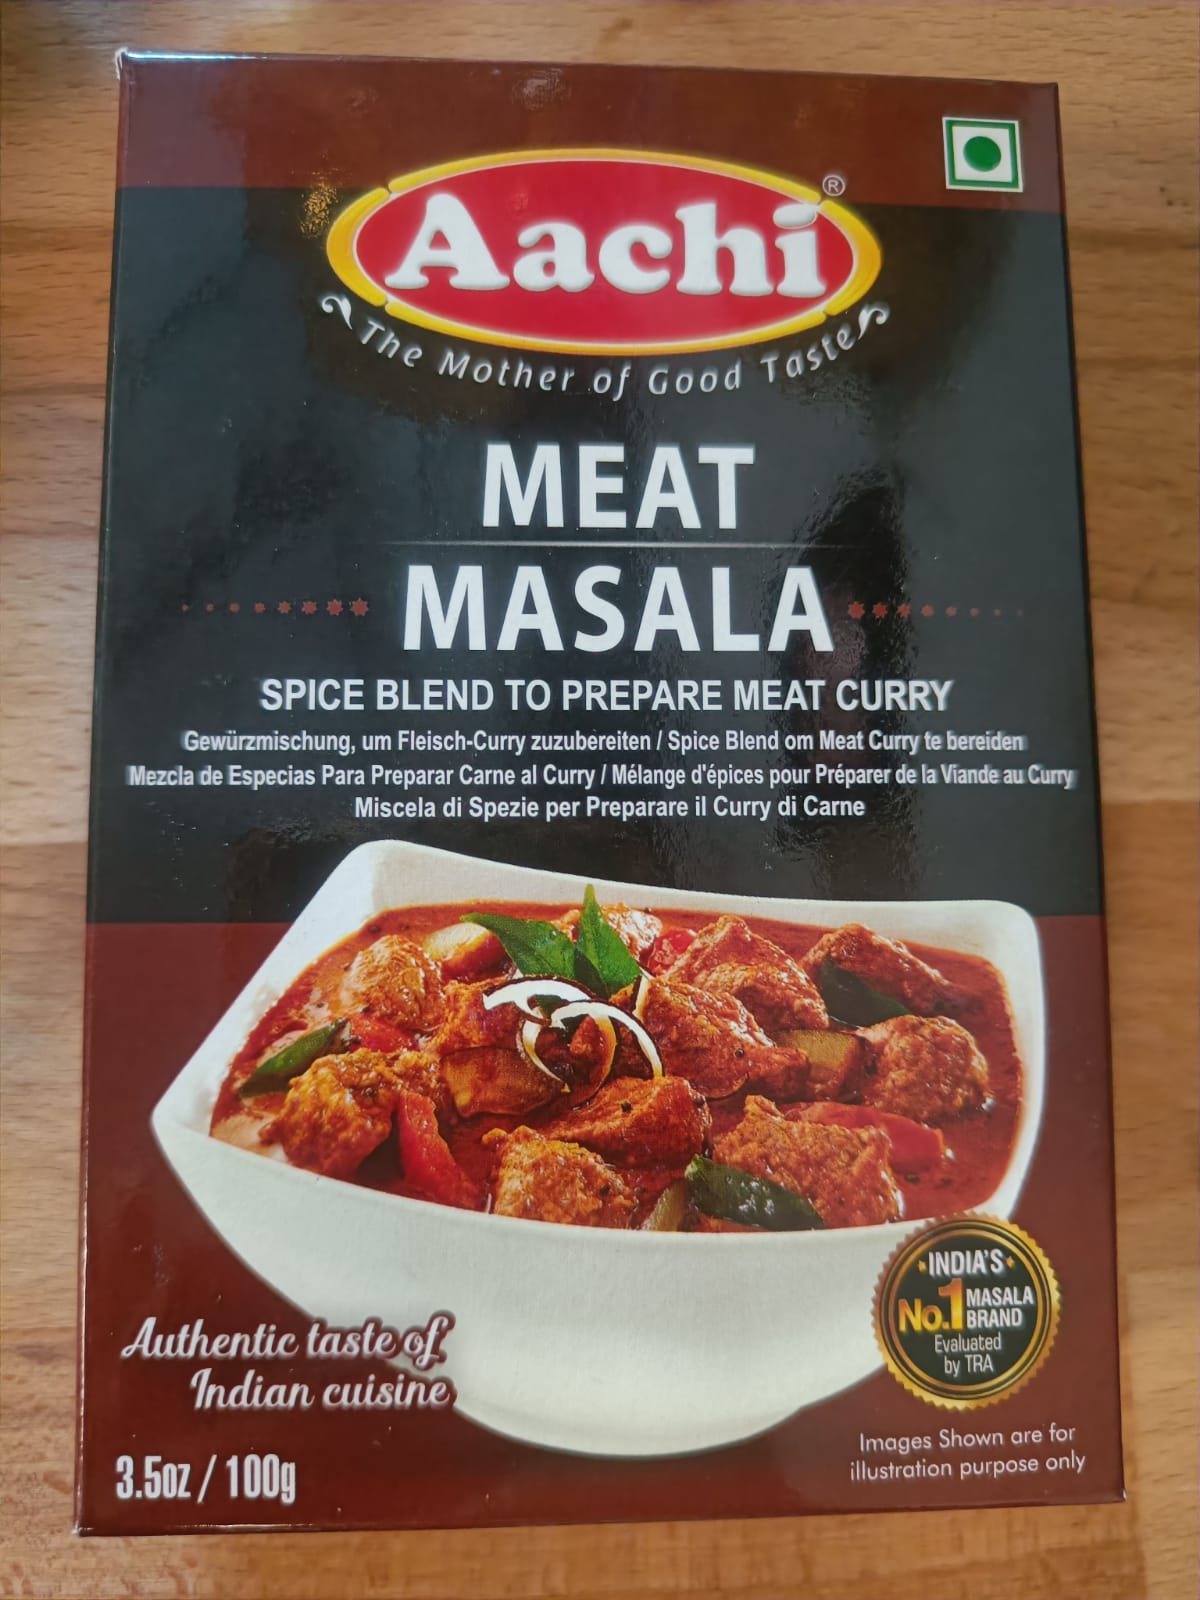 Aachi ®
The Mother of Good Taste
MEAT
MASALA
SPICE BLEND TO PREPARE MEAT CURRY
Gewürzmischung, um Fleisch-Curry zuzubereiten / Spice Blend om Meat Curry te bereiden
Mezcla de Especias Para Preparar Carne al Curry / Mélange d'épices pour Préparer de la Viande au Curry
Miscela di Spezie per Preparare il Curry di Carne
INDIA'S
No.1 MASALA
BRAND
Evaluated
by TRA
Authentic taste of
Indian cuisine
Images Shown are for
illustration purpose only
3.5oz / 100g